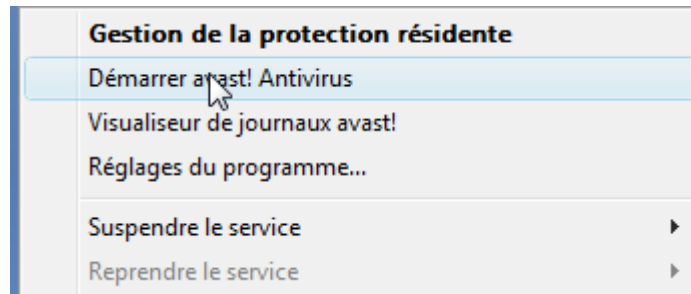 Gestion de la protection résidente
Démarrer avast! Antivirus
Visualiseur de journaux avast!
Réglages du programme...
Suspendre le service
Reprendre le service